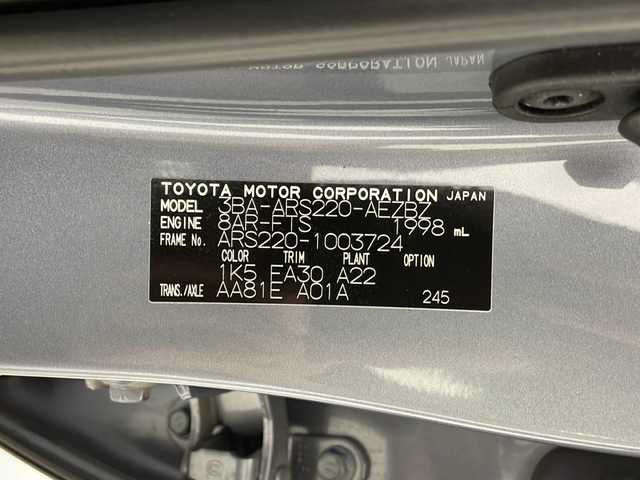 TOYOTA MOTOR CORPORATION JAPAN
MODEL 3BA-ARS220-AEZBZ
ENGINE 8AR-FTS 1998 mL
FRAME No. ARS220-1003724
COLOR TRIM PLANT OPTION
1K5 EA30 A22
TRANS./AXLE AA81E A01A 245